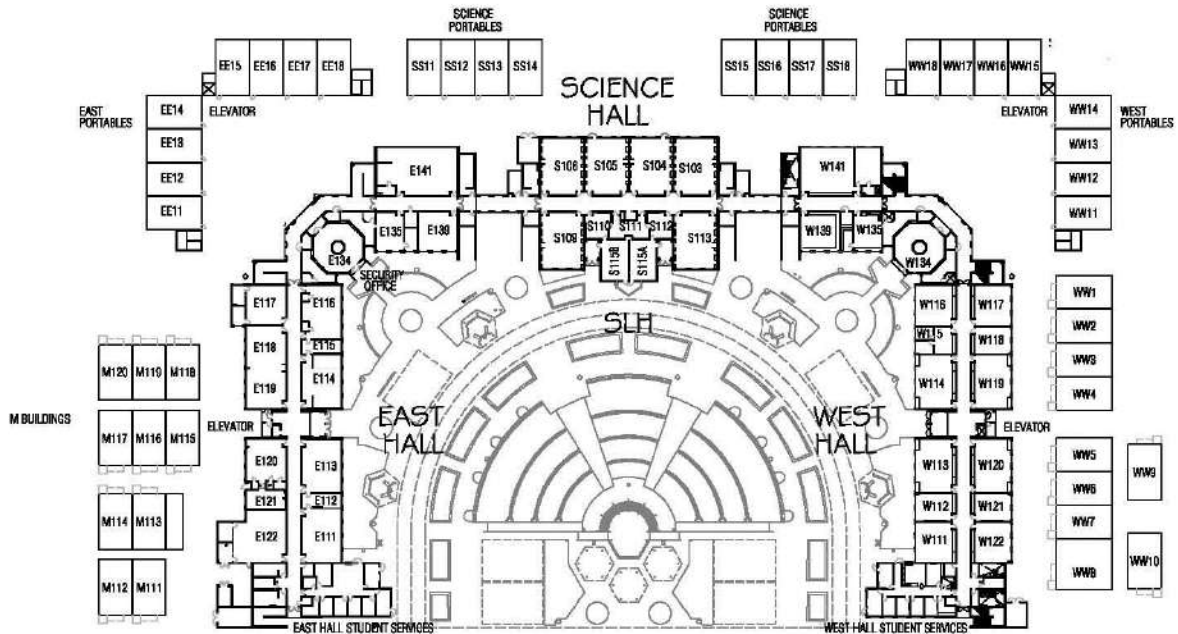 SCIENCE
PORTABLES
SCIENCE
PORTABLES
EE15 EE16 EE17 EE18
SS11 SS12 SS13 SS14
SS15 SS16 SS17 SS18
WW18 WW17 WW16 WW15
SCIENCE
HALL
EAST
PORTABLES
EE14
EE13
EE12
EE11
ELEVATOR
ELEVATOR
WW14
WW13
WW12
WW11
WEST
PORTABLES
E141
S106 S105 S104 S103
W141
E135 E139
S109 S110 S111 S112 S113
S115B S115A
W139 W135
E134
SECURITY
OFFICE
W134
SLH
E117 E116
E118 E115
E119 E114
W116 W117
W115 W118
W114 W119
WW1
WW2
WW3
WW4
M120 M119 M118
M BUILDINGS
M117 M116 M115
ELEVATOR
EAST
HALL
WEST
HALL
ELEVATOR
E120 E113
E121 E112
E122 E111
W113 W120
W112 W121
W111 W122
WW5
WW6
WW7
WW8
WW9
WW10
M114 M113
M112 M111
EAST HALL STUDENT SERVICES
WEST HALL STUDENT SERVICES